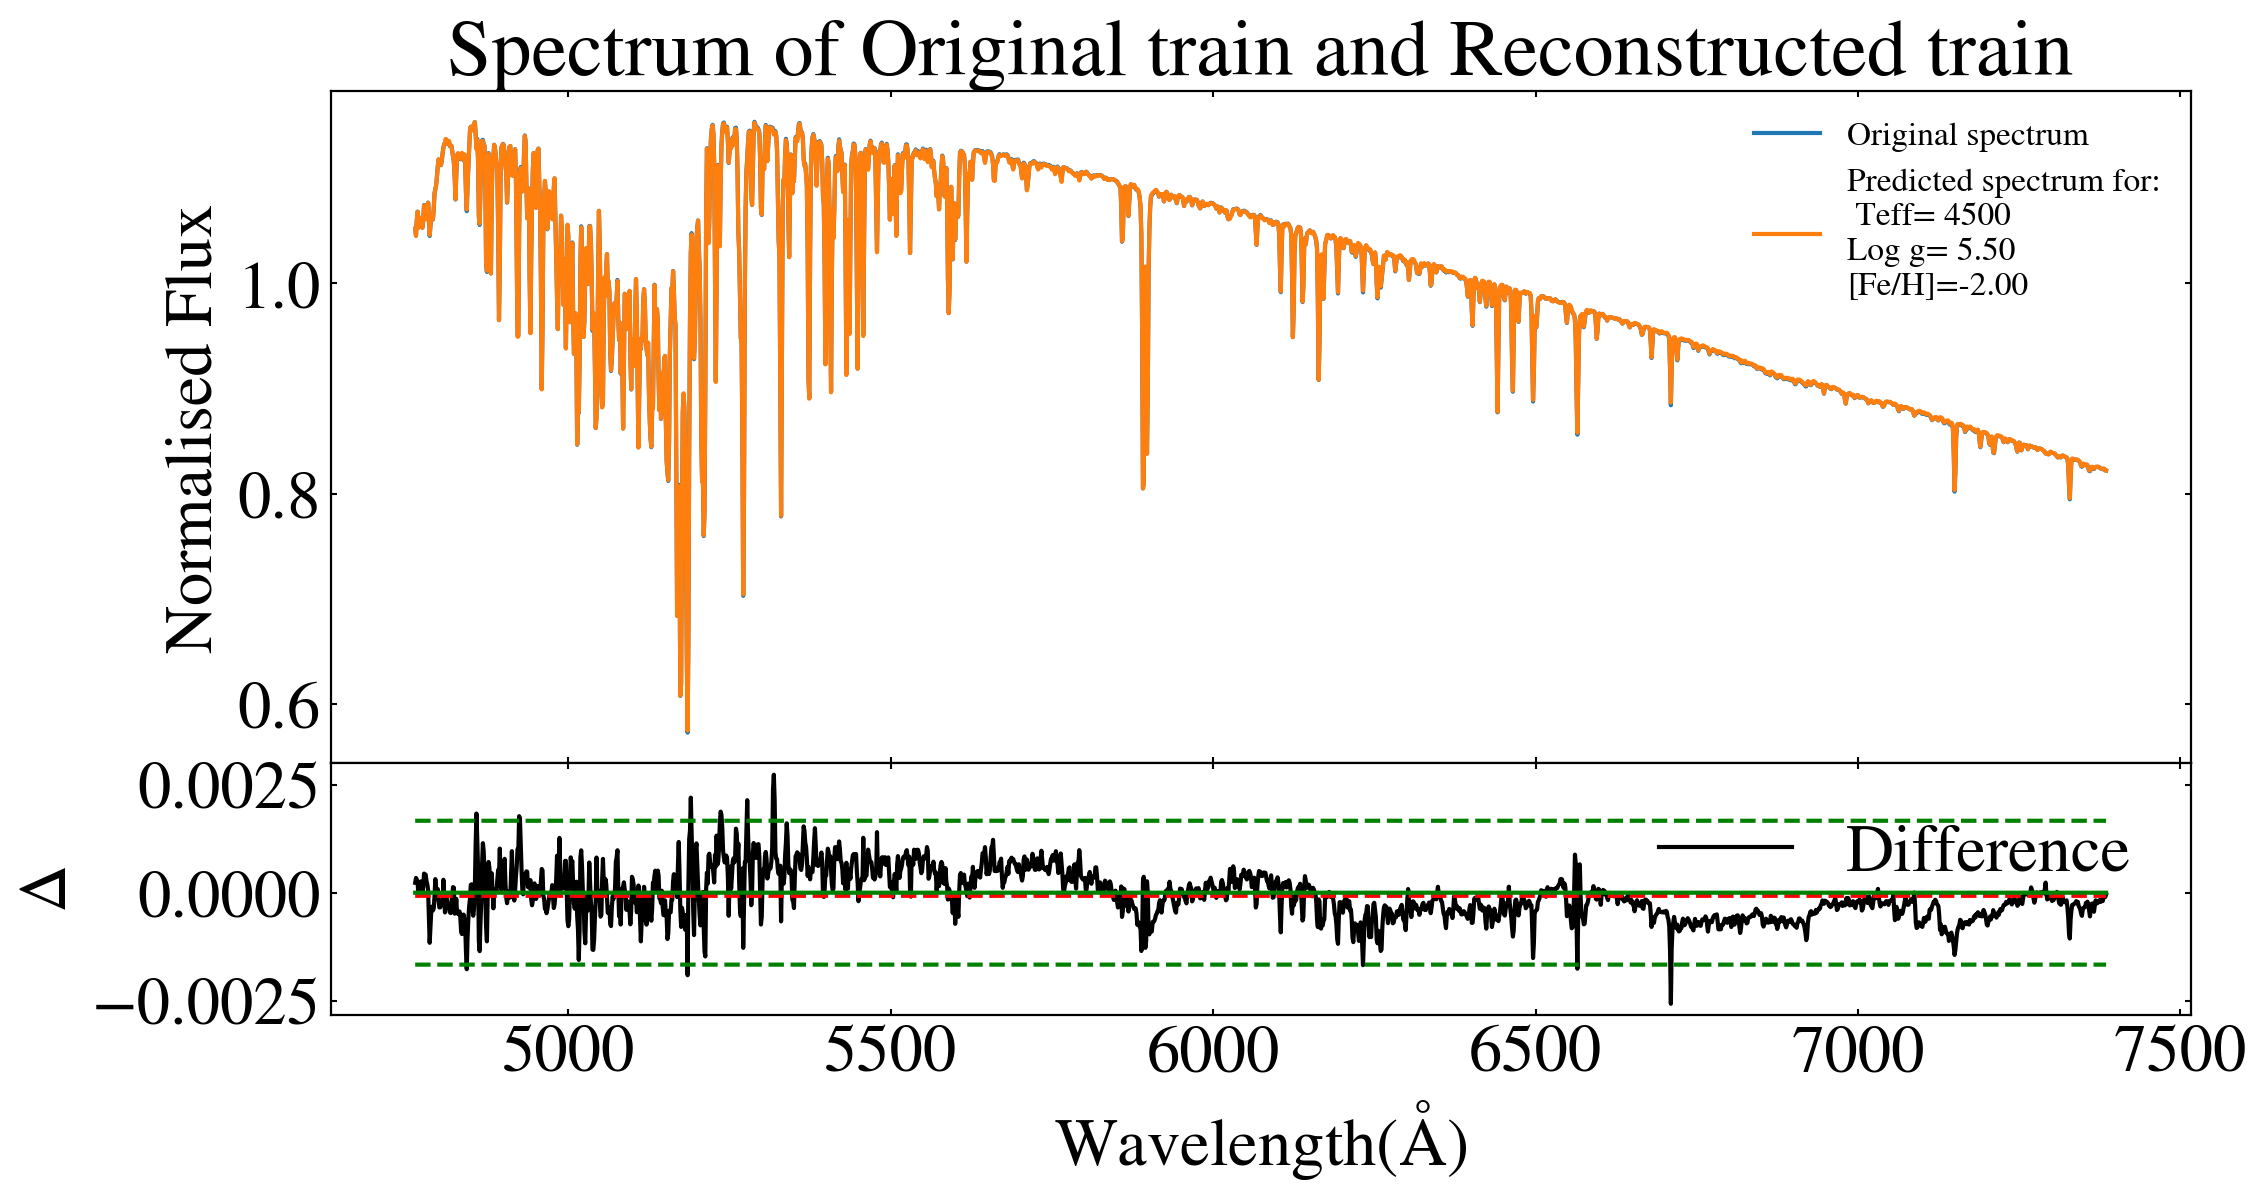 Spectrum of Original train and Reconstructed train
Normalised Flux
1.0
0.8
0.6
Original spectrum
Predicted spectrum for:
Teff= 4500
Log g= 5.50
[Fe/H]=-2.00
Δ
0.0025
0.0000
−0.0025
Difference
5000 5500 6000 6500 7000 7500
Wavelength(Å)